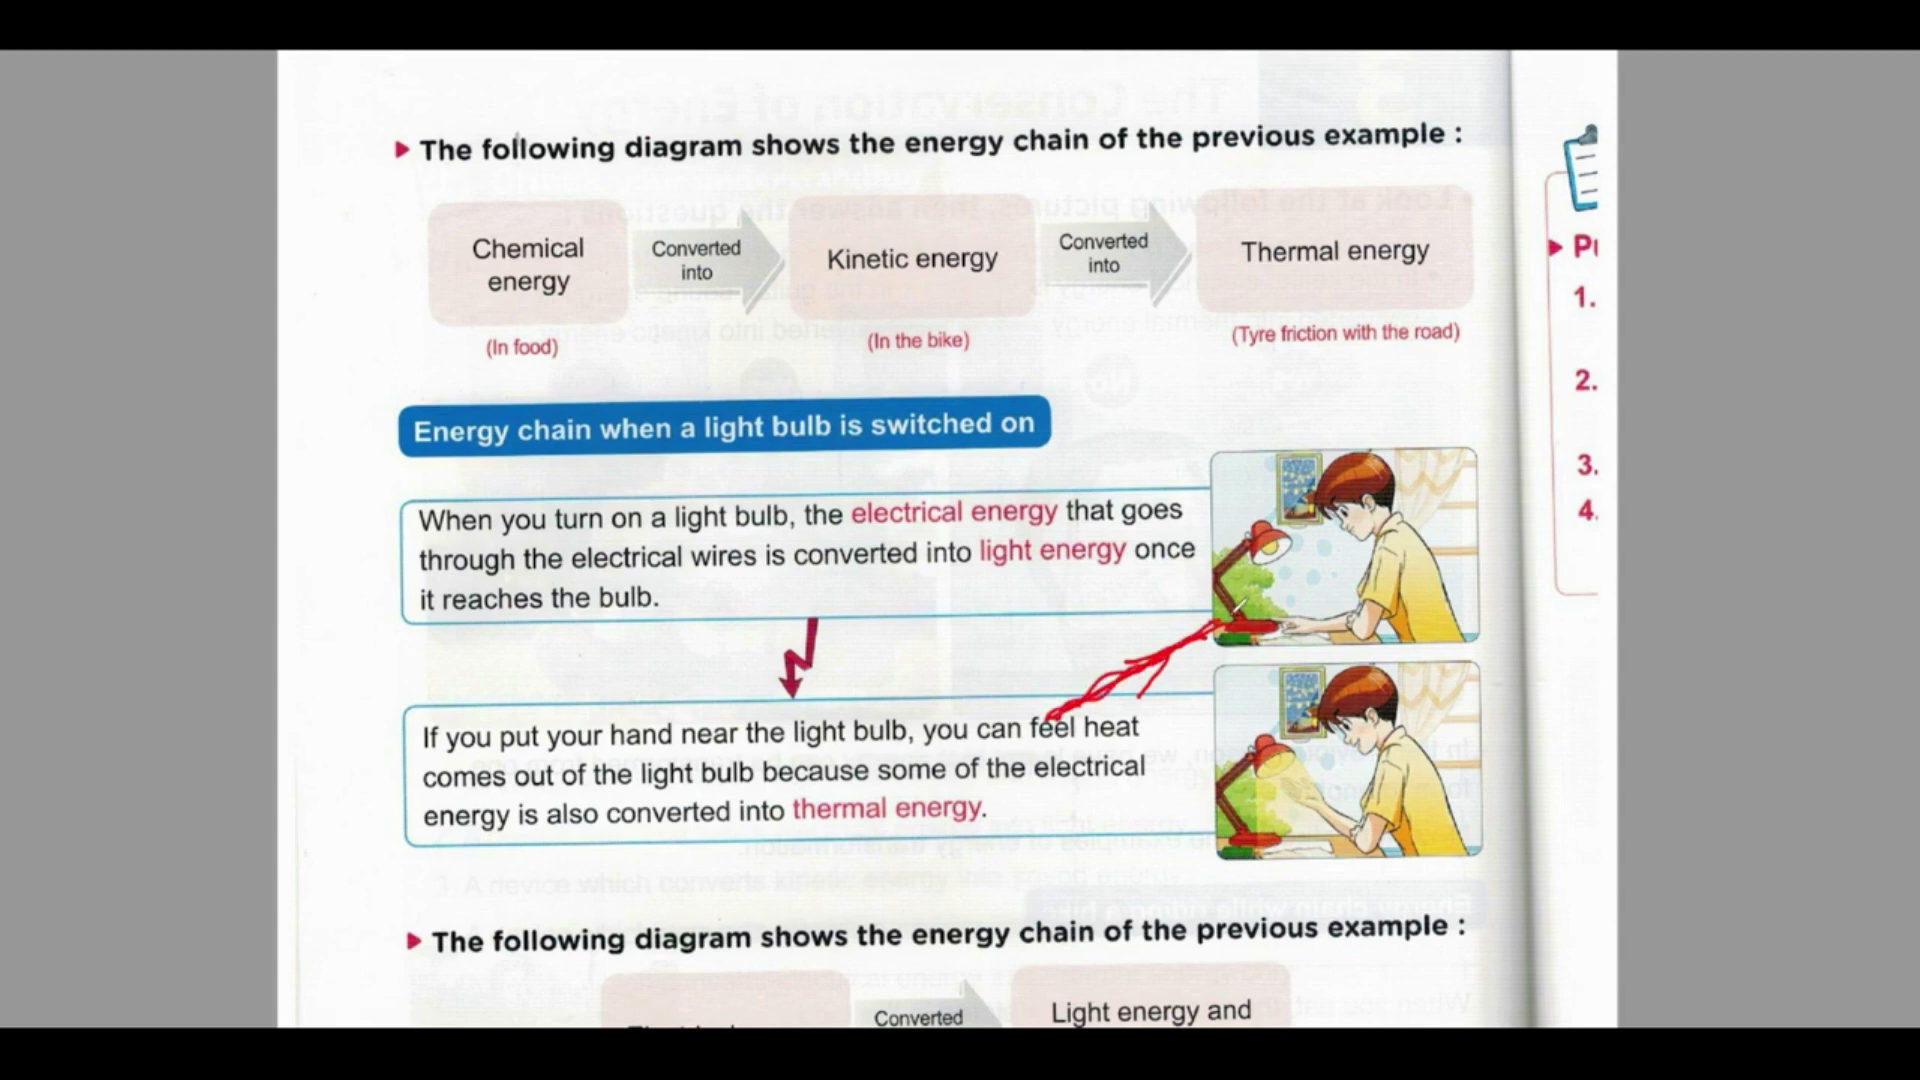 The following diagram shows the energy chain of the previous example :
Chemical
energy
Converted
into
Kinetic energy
Converted
into
Thermal energy
(In food)
(In the bike)
(Tyre friction with the road)
Energy chain when a light bulb is switched on
When you turn on a light bulb, the electrical energy that goes
through the electrical wires is converted into light energy once
it reaches the bulb.
If you put your hand near the light bulb, you can feel heat
comes out of the light bulb because some of the electrical
energy is also converted into thermal energy.
The following diagram shows the energy chain of the previous example :
Converted
Light energy and
1.
2.
3.
4.